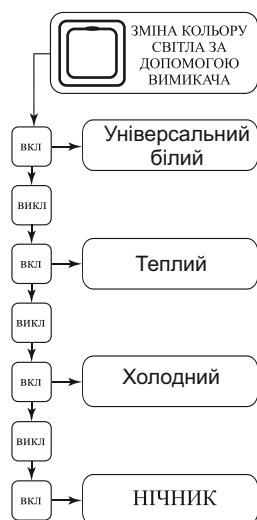 ЗМІНА КОЛЬОРУ
СВІТЛА ЗА
ДОПОМОГОЮ
ВИМИКАЧА
ВКЛ
Універсальний
білий
ВИКЛ
ВКЛ
Теплий
ВИКЛ
ВКЛ
Холодний
ВИКЛ
ВКЛ
НІЧНИК